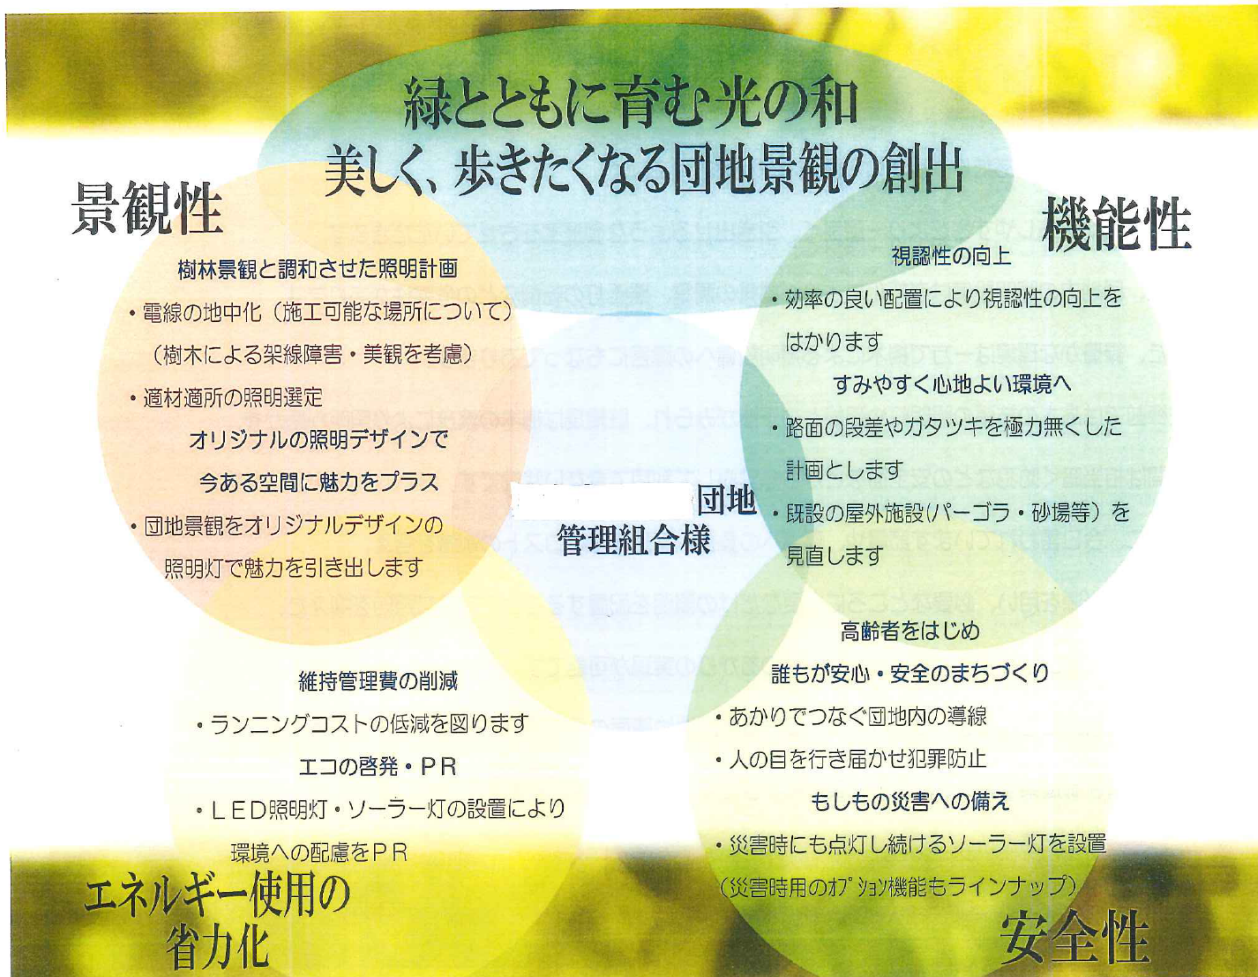 緑とともに育む光の和
美しく、歩きたくなる団地景観の創出
景観性
樹林景観と調和させた照明計画
・電線の地中化（施工可能な場所について）
（樹木による架線障害・美観を考慮）
・適材適所の照明選定
オリジナルの照明デザインで
今ある空間に魅力をプラス
・団地景観をオリジナルデザインの
照明灯で魅力を引き出します
機能性
視認性の向上
・効率の良い配置により視認性の向上を
はかります
すみやすく心地よい環境へ
・路面の段差やガタツキを極力無くした
計画とします
・既設の屋外施設(パーゴラ・砂場等）を
見直します
団地
管理組合様
維持管理費の削減
・ランニングコストの低減を図ります
エコの啓発・ＰＲ
・ＬＥＤ照明灯・ソーラー灯の設置により
環境への配慮をＰＲ
エネルギー使用の
省力化
高齢者をはじめ
誰もが安心・安全のまちづくり
・あかりでつなぐ団地内の導線
・人の目を行き届かせ犯罪防止
もしもの災害への備え
・災害時にも点灯し続けるソーラー灯を設置
（災害時用のｵﾌﾟｼｮﾝ機能もラインナップ）
安全性